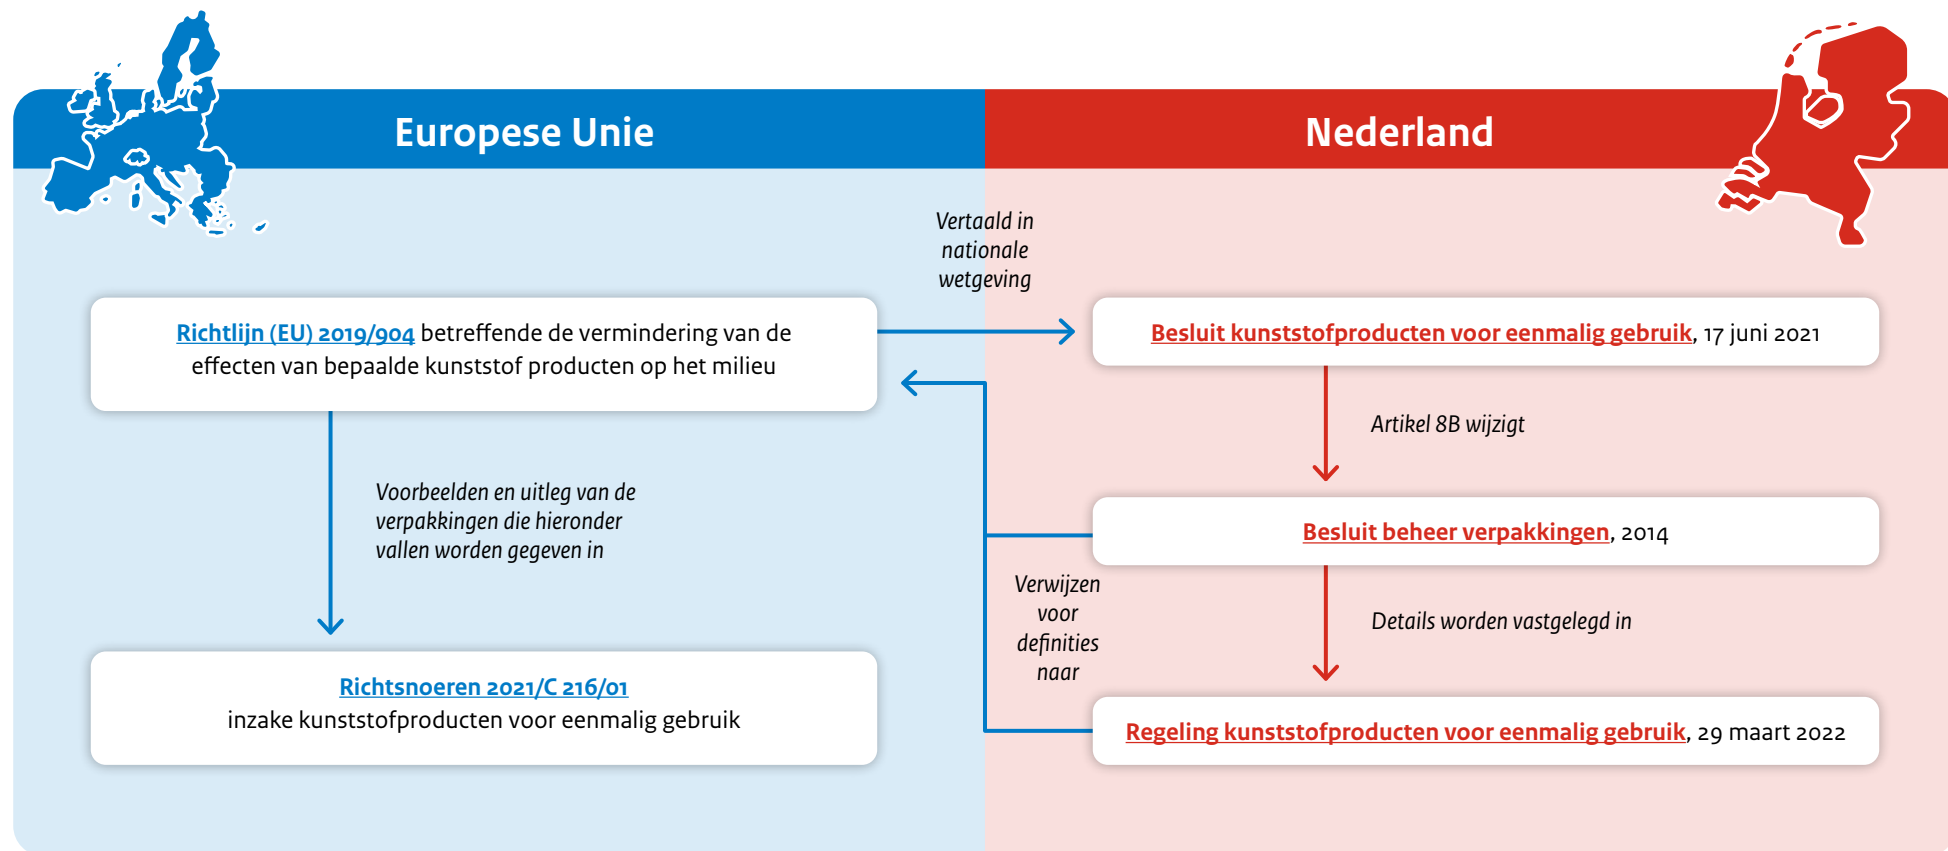 Europese Unie
Nederland
Vertaald in
nationale
wetgeving
Richtlijn (EU) 2019/904 betreffende de vermindering van de
effecten van bepaalde kunststof producten op het milieu
Besluit kunststofproducten voor eenmalig gebruik, 17 juni 2021
Artikel 8B wijzigt
Voorbeelden en uitleg van de
verpakkingen die hieronder
vallen worden gegeven in
Besluit beheer verpakkingen, 2014
Verwijzen
voor
definities
naar
Details worden vastgelegd in
Richtsnoeren 2021/C 216/01
inzake kunststofproducten voor eenmalig gebruik
Regeling kunststofproducten voor eenmalig gebruik, 29 maart 2022